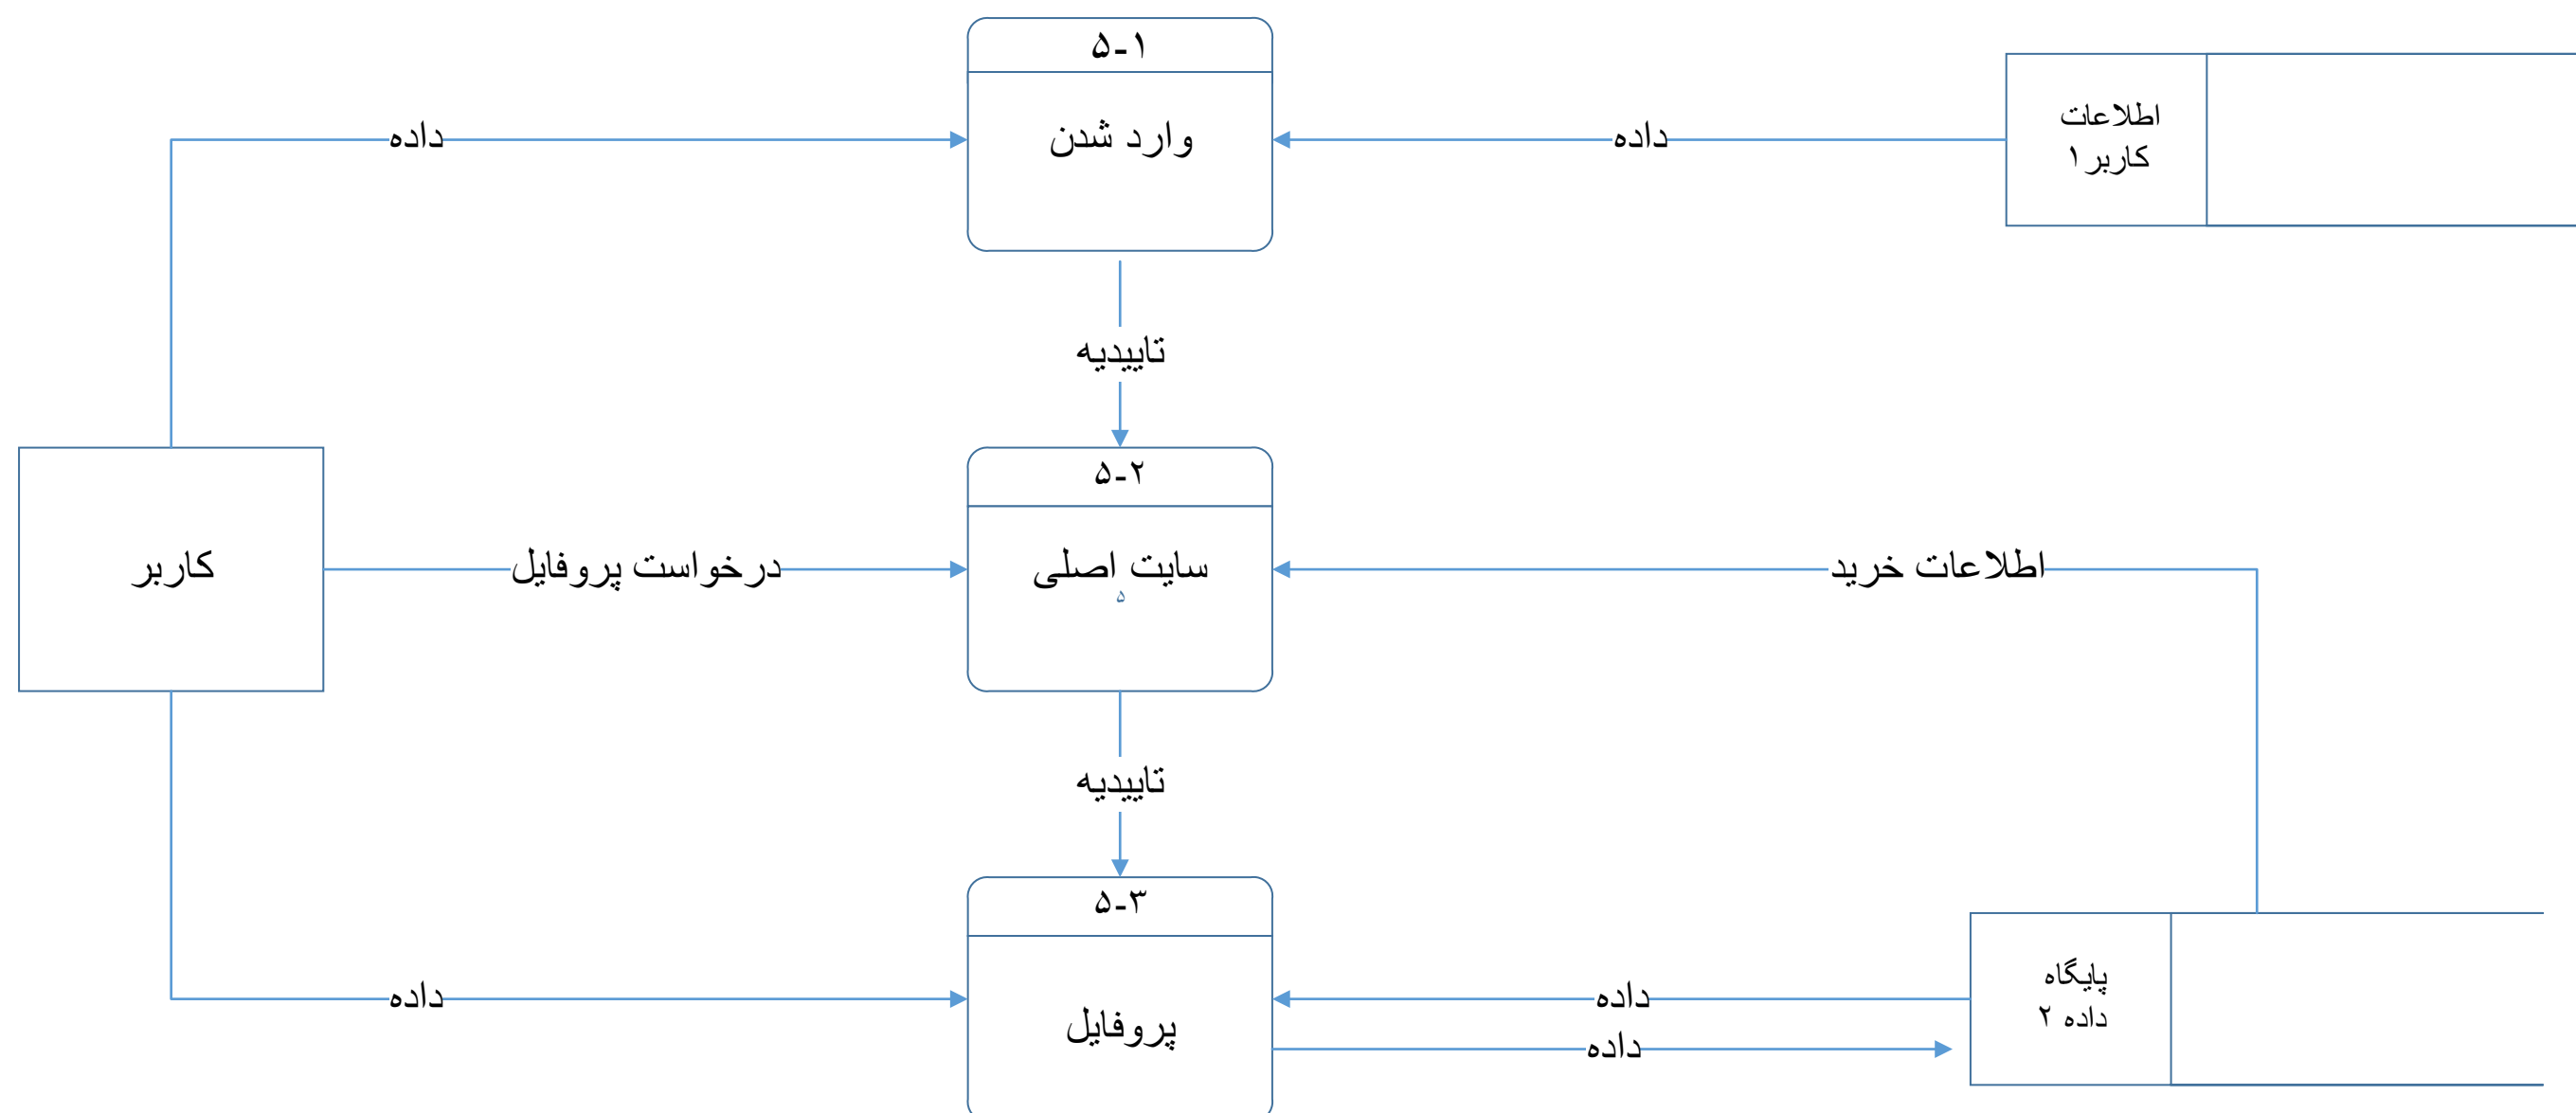 ۵-۱
وارد شدن
داده
داده
اطلاعات
کاربر ۱
تاییدیه
۵-۲
سایت اصلی
۵
کاربر
درخواست پروفایل
اطلاعات خرید
تاییدیه
۵-۳
پروفایل
داده
داده
داده
پایگاه
داده ۲